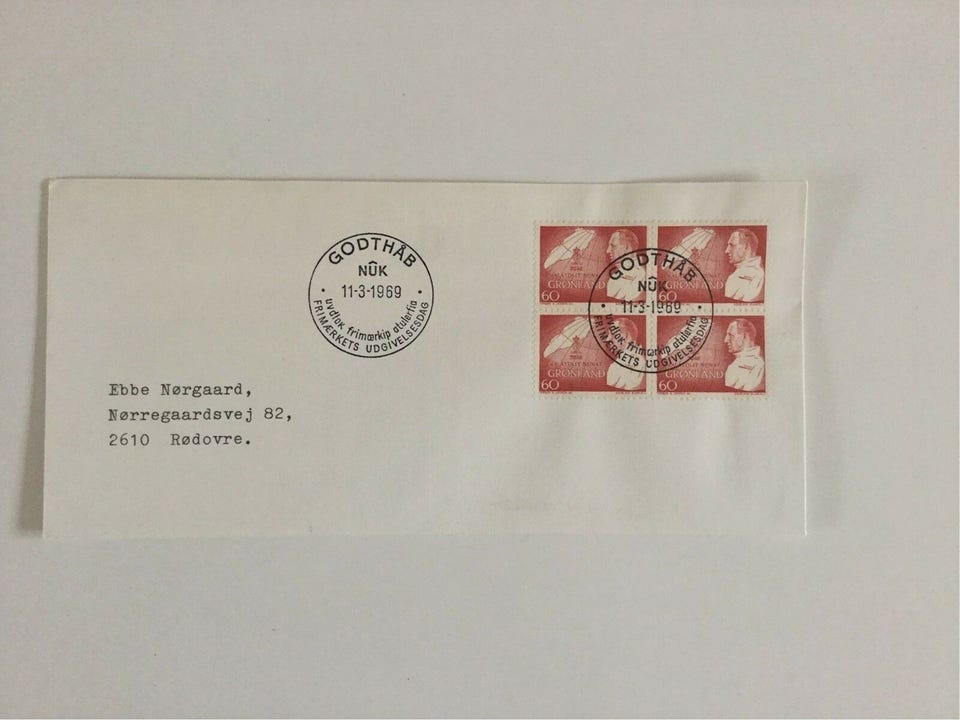 GODTHÅB
NÛK
11-3-1969
uvdlok frimærkip atulerfia
FRIMÆRKETS UDGIVELSESDAG
GODTHÅB
NÛK
11-3-1969
uvdlok frimærkip atulerfia
FRIMÆRKETS UDGIVELSESDAG
GRØNLAND
60
60
GRØNLAND
60
GRØNLAND
60
Ebbe Nørgaard,
Nørregaardsvej 82,
2610 Rødovre.